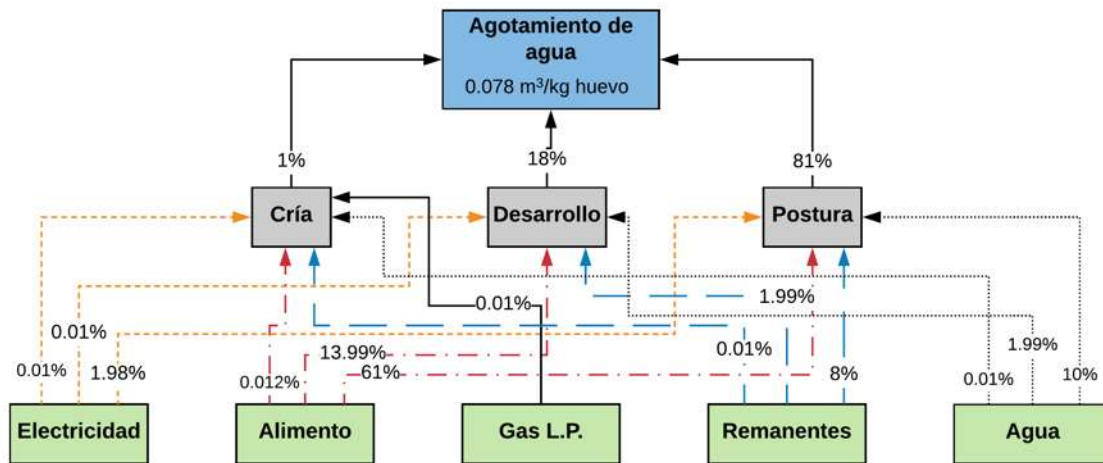 Agotamiento de
agua
0.078 m³/kg huevo
1%
18%
81%
Cría
Desarrollo
Postura
0.01%
1.99%
0.01%
13.99%
0.01%
1.99%
0.01%
1.98%
0.012%
61%
8%
0.01%
10%
Electricidad
Alimento
Gas L.P.
Remanentes
Agua